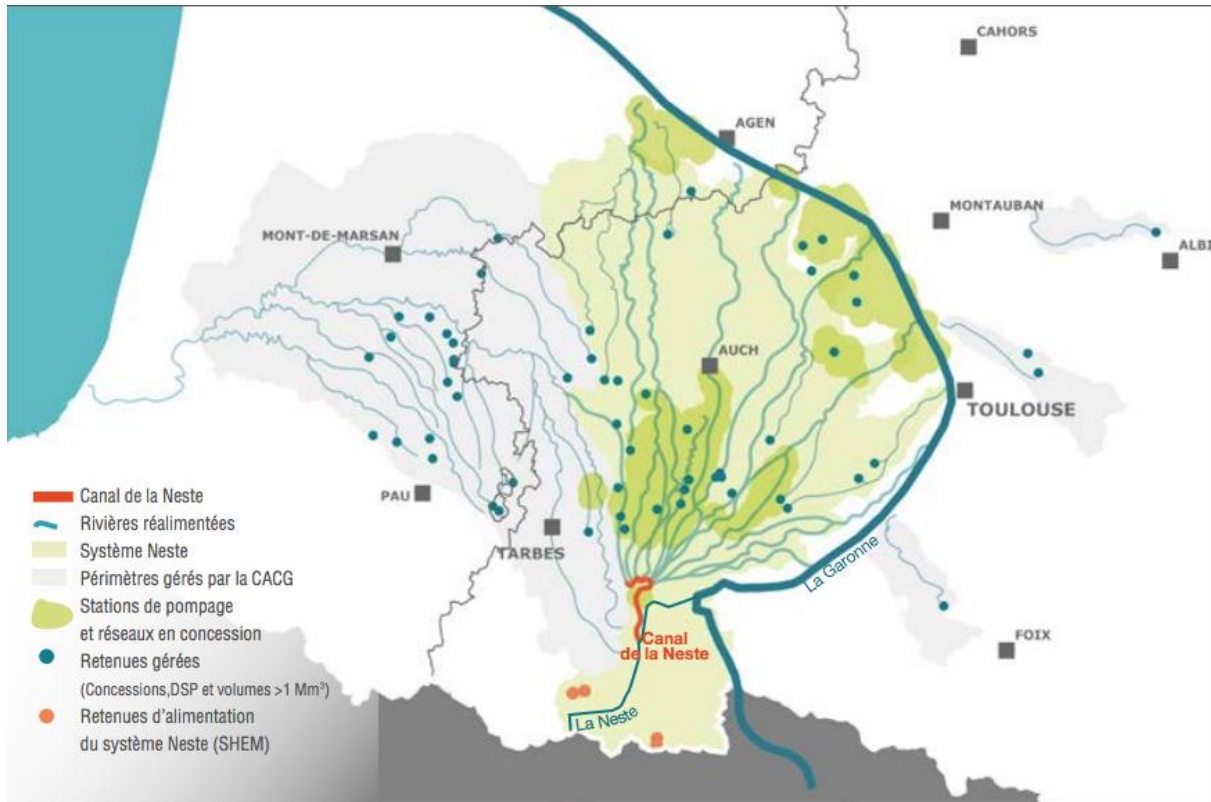 CAHORS
AGEN
MONTAUBAN
MONT-DE-MARSAN
ALBI
AUCH
TOULOUSE
PAU
TARBES
La Garonne
FOIX
Canal
de la Neste
La Neste
Canal de la Neste
Rivières réalimentées
Système Neste
Périmètres gérés par la CACG
Stations de pompage
et réseaux en concession
Retenues gérées
(Concessions,DSP et volumes >1 Mm³)
Retenues d'alimentation
du système Neste (SHEM)